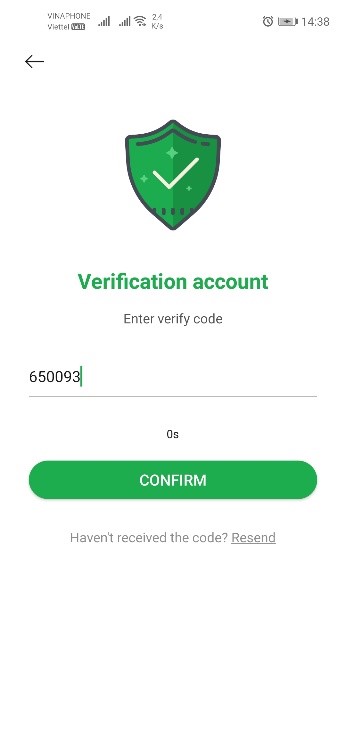 VINAPHONE
Viettel VoLTE
2.4
K/s
14:38
Verification account
Enter verify code
650093
0s
CONFIRM
Haven't received the code? Resend